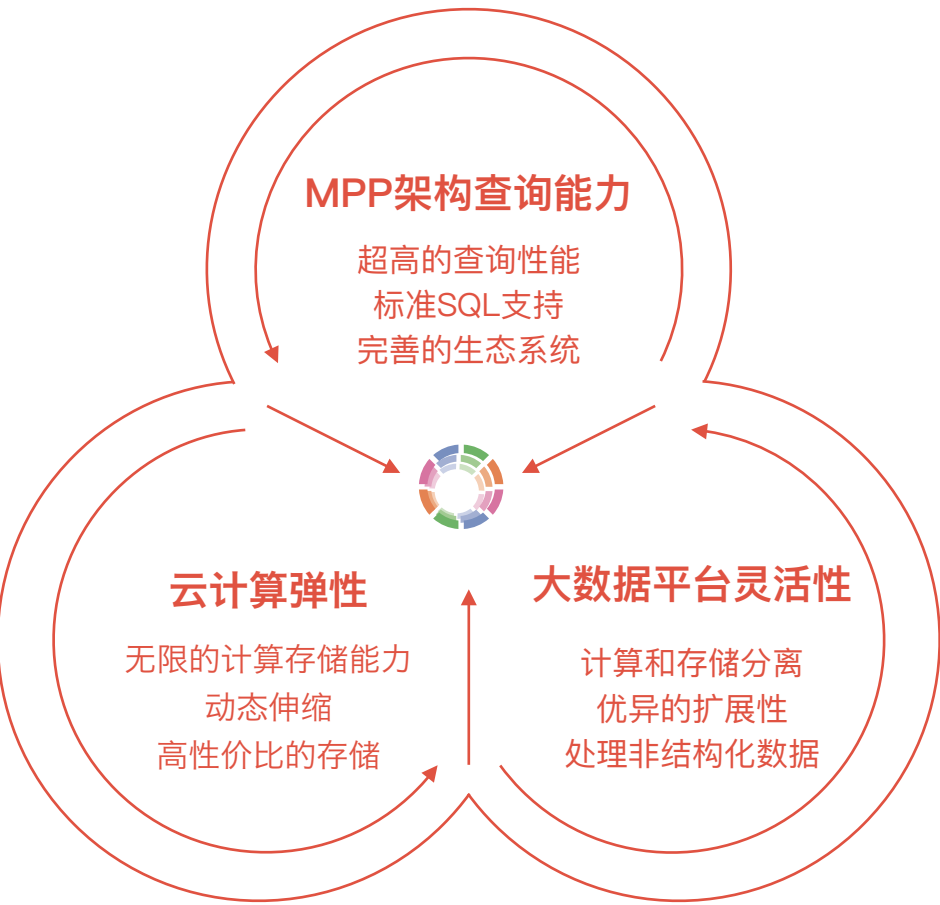 MPP架构查询能力
超高的查询性能
标准SQL支持
完善的生态系统
云计算弹性
无限的计算存储能力
动态伸缩
高性价比的存储
大数据平台灵活性
计算和存储分离
优异的扩展性
处理非结构化数据